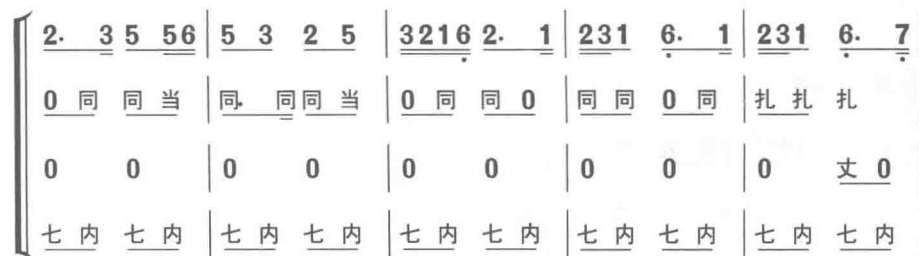 2· 3 5 56 | 5 3 2 5 | 3216 2· 1 | 231 6· 1 | 231 6· 7
0 同 同 当 | 同· 同 同 当 | 0 同 同 0 | 同 同 0 同 | 扎 扎 扎
0 0 | 0 0 | 0 0 | 0 0 | 0 丈 0
七 内 七 内 | 七 内 七 内 | 七 内 七 内 | 七 内 七 内 | 七 内 七 内